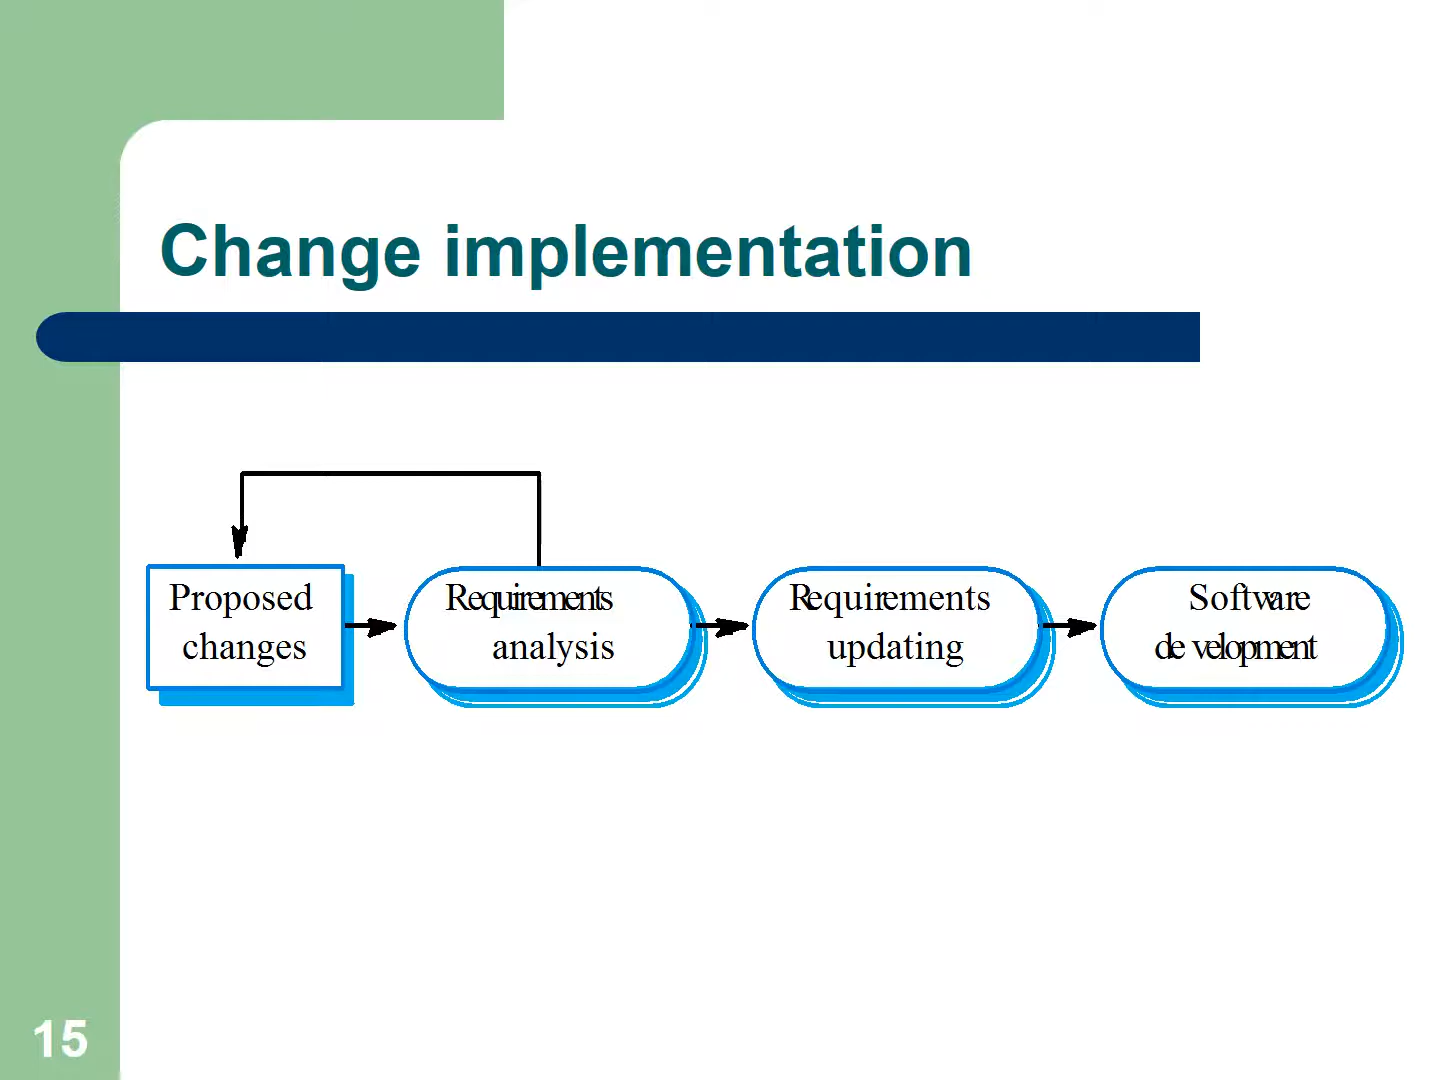 Change implementation
Proposed
changes
Requirements
analysis
Requirements
updating
Software
development
15